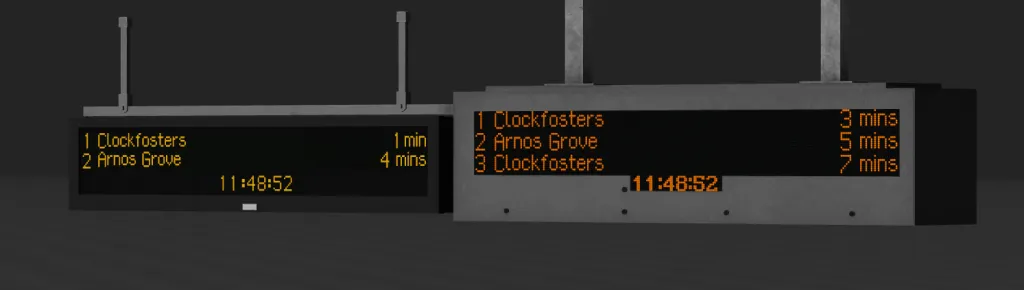 1 Clockfosters 1 min
2 Arnos Grove 4 mins
11:48:52
1 Clockfosters 3 mins
2 Arnos Grove 5 mins
3 Clockfosters 7 mins
11:48:52